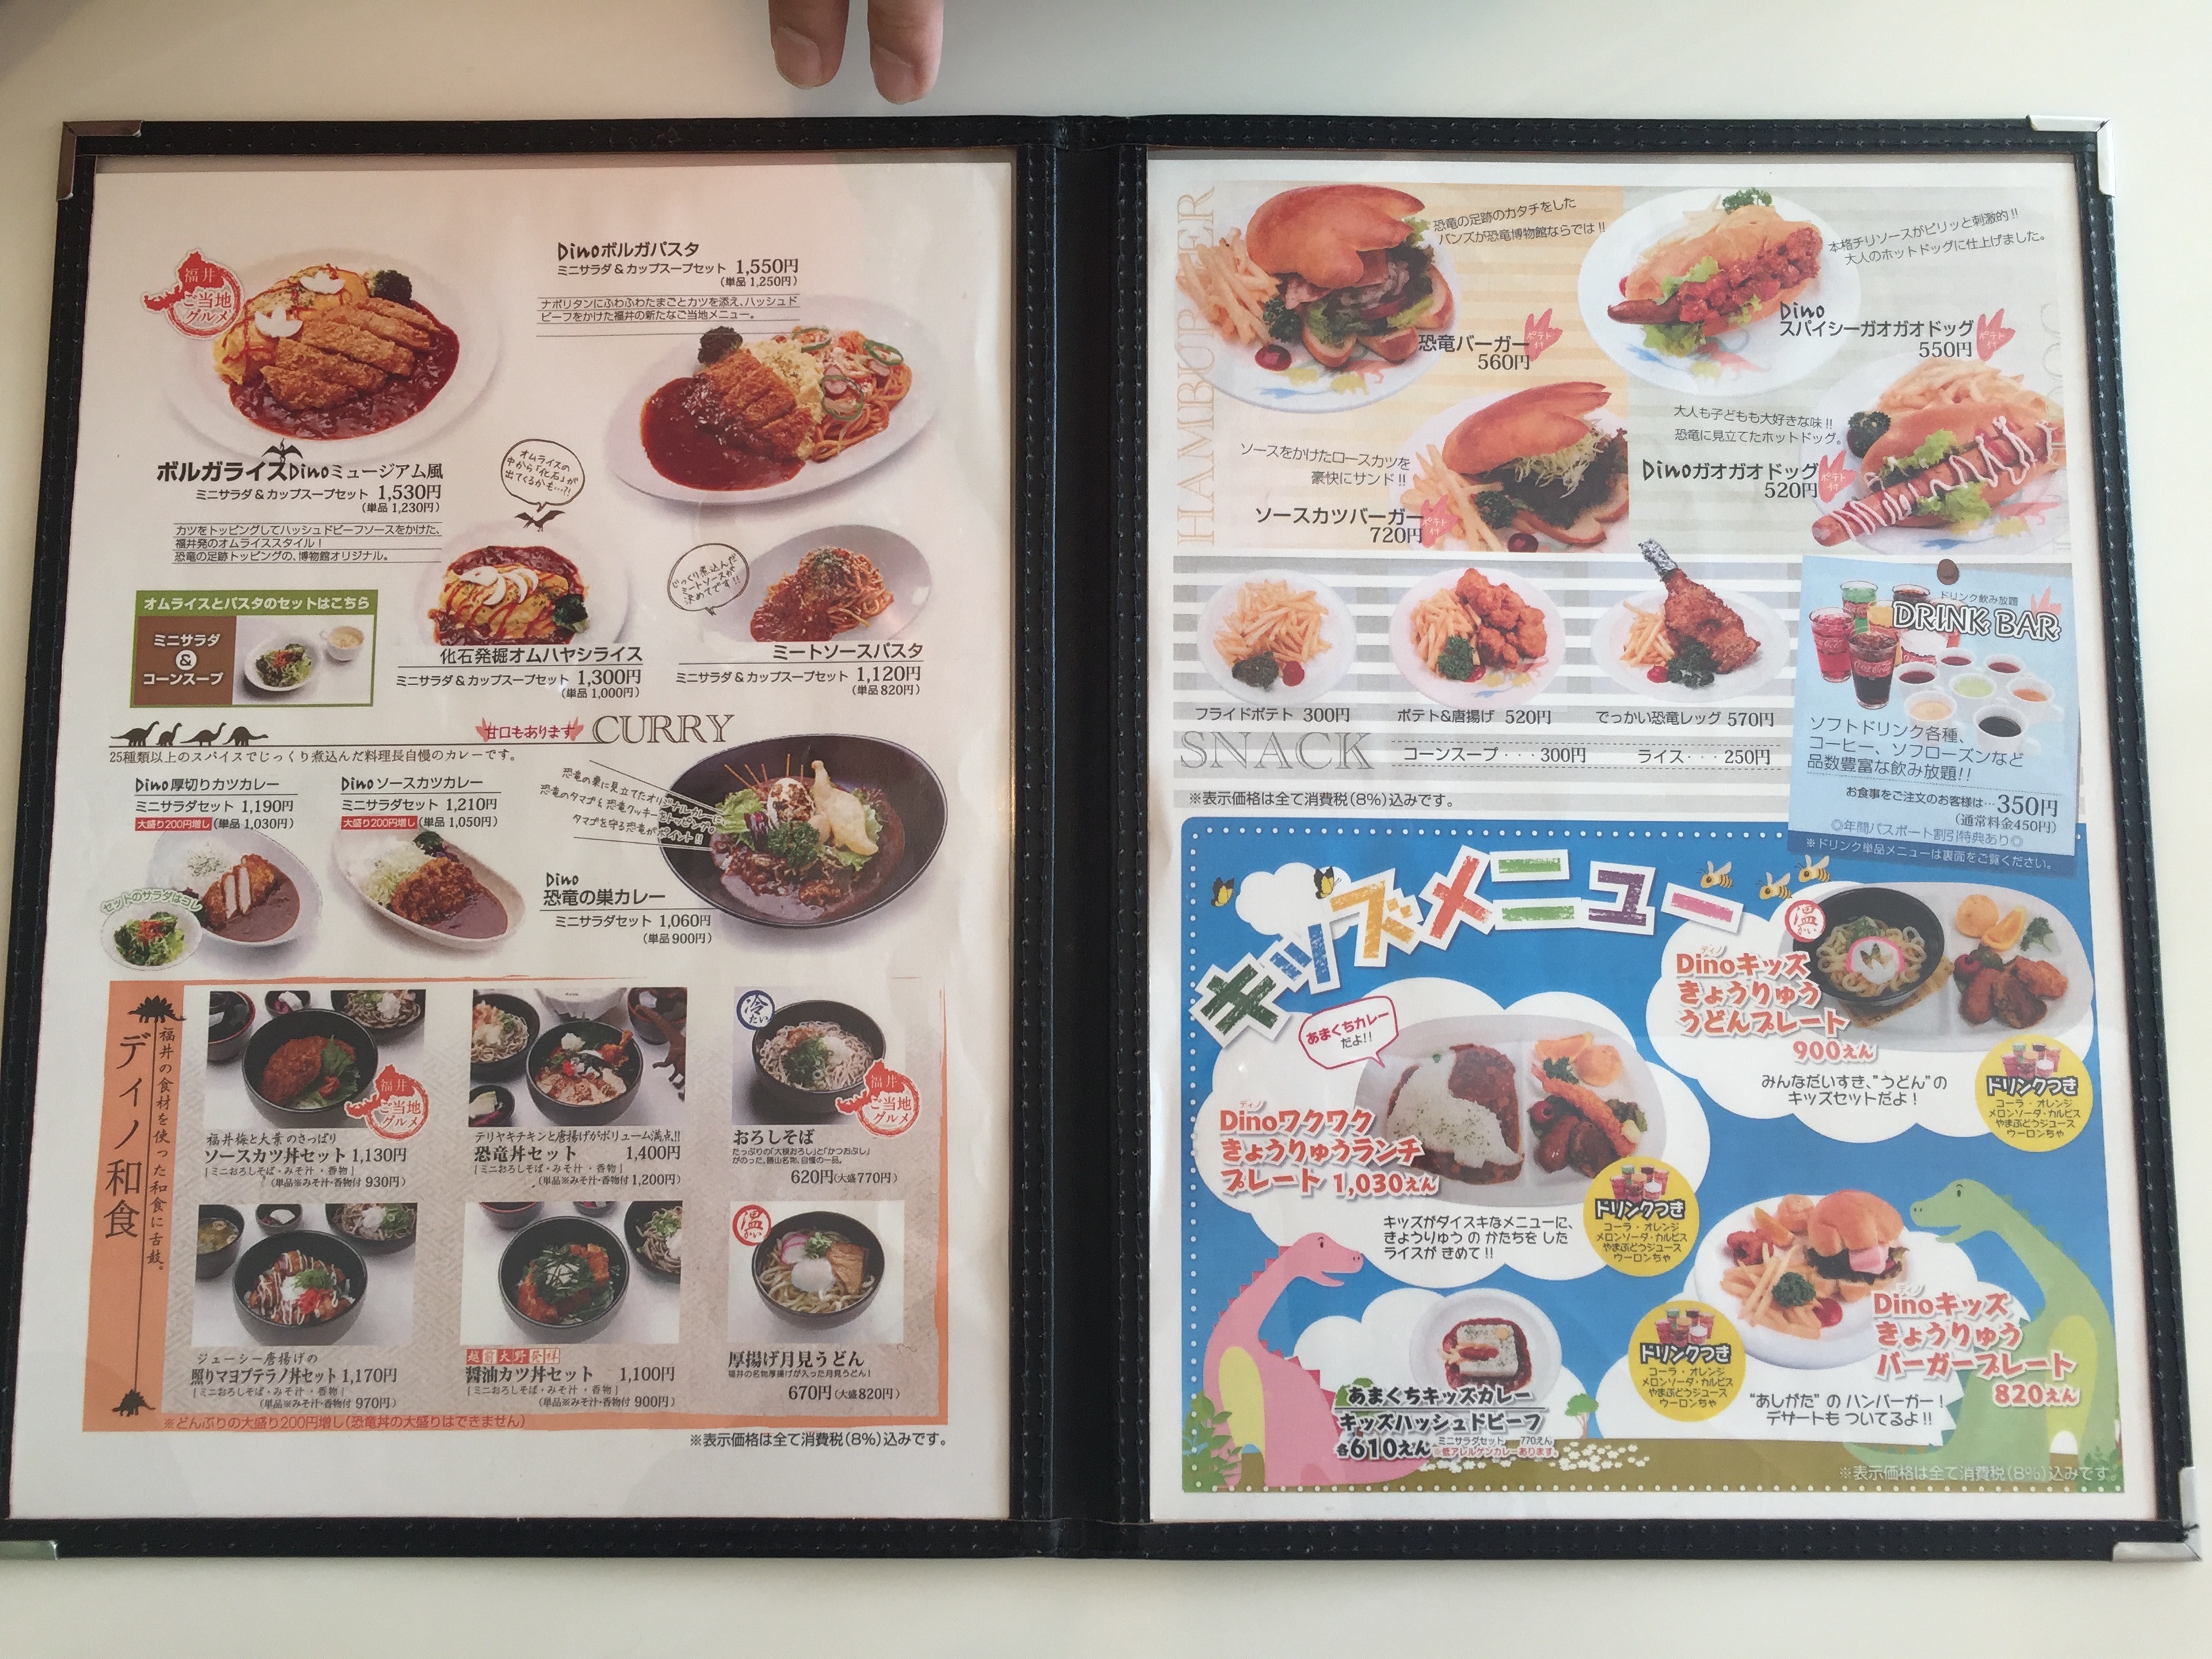 福井
ご当地
グルメ
Dinoボルガパスタ
ミニサラダ&カップスープセット 1,550円
(単品1,250円)
ナポリタンにふわふわたまごとカツを添え、ハッシュド
ビーフをかけた福井の新たなご当地メニュー。
ボルガライスDinoミュージアム風
ミニサラダ&カップスープセット 1,530円
(単品1,230円)
カツをトッピングしてハッシュドビーフソースをかけた、
福井発のオムライススタイル!
恐竜の足跡トッピングの、博物館オリジナル。
オムライスの
中から「化石」が
出てくるかも…?!
じっくり煮込んだ
ミートソースが
決めてです!!
オムライスとパスタのセットはこちら
ミニサラダ
&
コーンスープ
化石発掘オムハヤシライス
ミニサラダ&カップスープセット 1,300円
(単品1,000円)
ミートソースパスタ
ミニサラダ&カップスープセット 1,120円
(単品820円)
甘口もあります CURRY
25種類以上のスパイスでじっくり煮込んだ料理長自慢のカレーです。
Dino厚切りカツカレー
ミニサラダセット 1,190円
大盛り200円増し (単品1,030円)
Dinoソースカツカレー
ミニサラダセット 1,210円
大盛り200円増し (単品1,050円)
セットのサラダはコレ
恐竜の巣に見立てたオリジナルカレーに、
恐竜のタマゴ&恐竜クッキーをトッピング。
タマゴを守る恐竜がポイント!!
Dino
恐竜の巣カレー
ミニサラダセット 1,060円
(単品900円)
ディノ和食
福井の食材を使った和食に舌鼓。
福井
ご当地
グルメ
福井梅と大葉のさっぱり
ソースカツ丼セット 1,130円
[ミニおろしそば・みそ汁・香物]
(単品※みそ汁・香物付 930円)
テリヤキチキンと唐揚げがボリューム満点!!
恐竜丼セット 1,400円
[ミニおろしそば・みそ汁・香物]
(単品※みそ汁・香物付 1,200円)
冷たい
福井
ご当地
グルメ
おろしそば
たっぷりの「大根おろし」と「かつおぶし」
がのった。勝山名物、自慢の一品。
620円(大盛770円)
ジューシー唐揚げの
照りマヨプテラノ丼セット 1,170円
[ミニおろしそば・みそ汁・香物]
(単品※みそ汁・香物付 970円)
越前大野発祥
醤油カツ丼セット 1,100円
[ミニおろしそば・みそ汁・香物]
(単品※みそ汁・香物付 900円)
温かい
厚揚げ月見うどん
福井の名物厚揚げが入った月見うどん!
670円(大盛820円)
※どんぶりの大盛り200円増し(恐竜丼の大盛りはできません)
※表示価格は全て消費税(8%)込みです。
HAMBURGER
恐竜の足跡のカタチをした
バンズが恐竜博物館ならでは!!
恐竜バーガー
560円
ポテト付
本格チリソースがピリッと刺激的!!
大人のホットドッグに仕上げました。
Dino
スパイシーガオガオドッグ
550円
ポテト付
ソースをかけたロースカツを
豪快にサンド!!
ソースカツバーガー
720円
ポテト付
大人も子どもも大好きな味!!
恐竜に見立てたホットドッグ。
Dinoガオガオドッグ
520円
ポテト付
フライドポテト 300円
ポテト&唐揚げ 520円
でっかい恐竜レッグ 570円
SNACK
コーンスープ・・・300円
ライス・・・250円
※表示価格は全て消費税(8%)込みです。
ドリンク飲み放題
DRINK BAR
ソフトドリンク各種、
コーヒー、ソフローズンなど
品数豊富な飲み放題!!
お食事をご注文のお客様は…350円
(通常料金450円)
◎年間パスポート割引特典あり◎
※ドリンク単品メニューは裏面をご覧ください。
キッズメニュー
温かい
ディノ
Dinoキッズ
きょうりゅう
うどんプレート
900えん
みんなだいすき、"うどん"の
キッズセットだよ!
ドリンクつき
コーラ・オレンジ
メロンソーダ・カルピス
やまぶどうジュース
ウーロンちゃ
あまくちカレー
だよ!!
ディノ
Dinoワクワク
きょうりゅうランチ
プレート 1,030えん
キッズがダイスキなメニューに、
きょうりゅう の かたちを した
ライスが きめて!!
ドリンクつき
コーラ・オレンジ
メロンソーダ・カルピス
やまぶどうジュース
ウーロンちゃ
ディノ
Dinoキッズ
きょうりゅう
バーガープレート
820えん
"あしがた" の ハンバーガー!
デザートも ついてるよ!!
ドリンクつき
コーラ・オレンジ
メロンソーダ・カルピス
やまぶどうジュース
ウーロンちゃ
あまくちキッズカレー
キッズハッシュドビーフ
各610えん
ミニサラダセット 770えん
※低アレルゲンカレーあります。
※表示価格は全て消費税(8%)込みです。